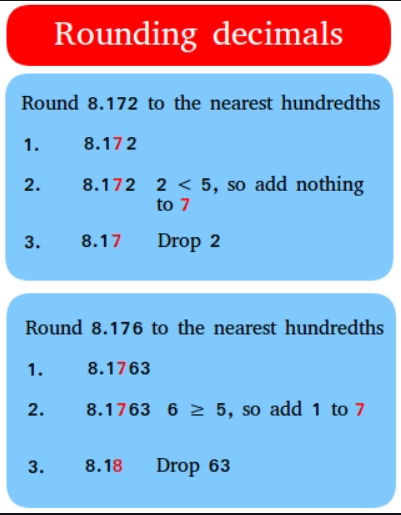 Rounding decimals
Round 8.172 to the nearest hundredths
1. 8.172
2. 8.172 2 < 5, so add nothing
to 7
3. 8.17 Drop 2
Round 8.176 to the nearest hundredths
1. 8.1763
2. 8.1763 6 ≥ 5, so add 1 to 7
3. 8.18 Drop 63